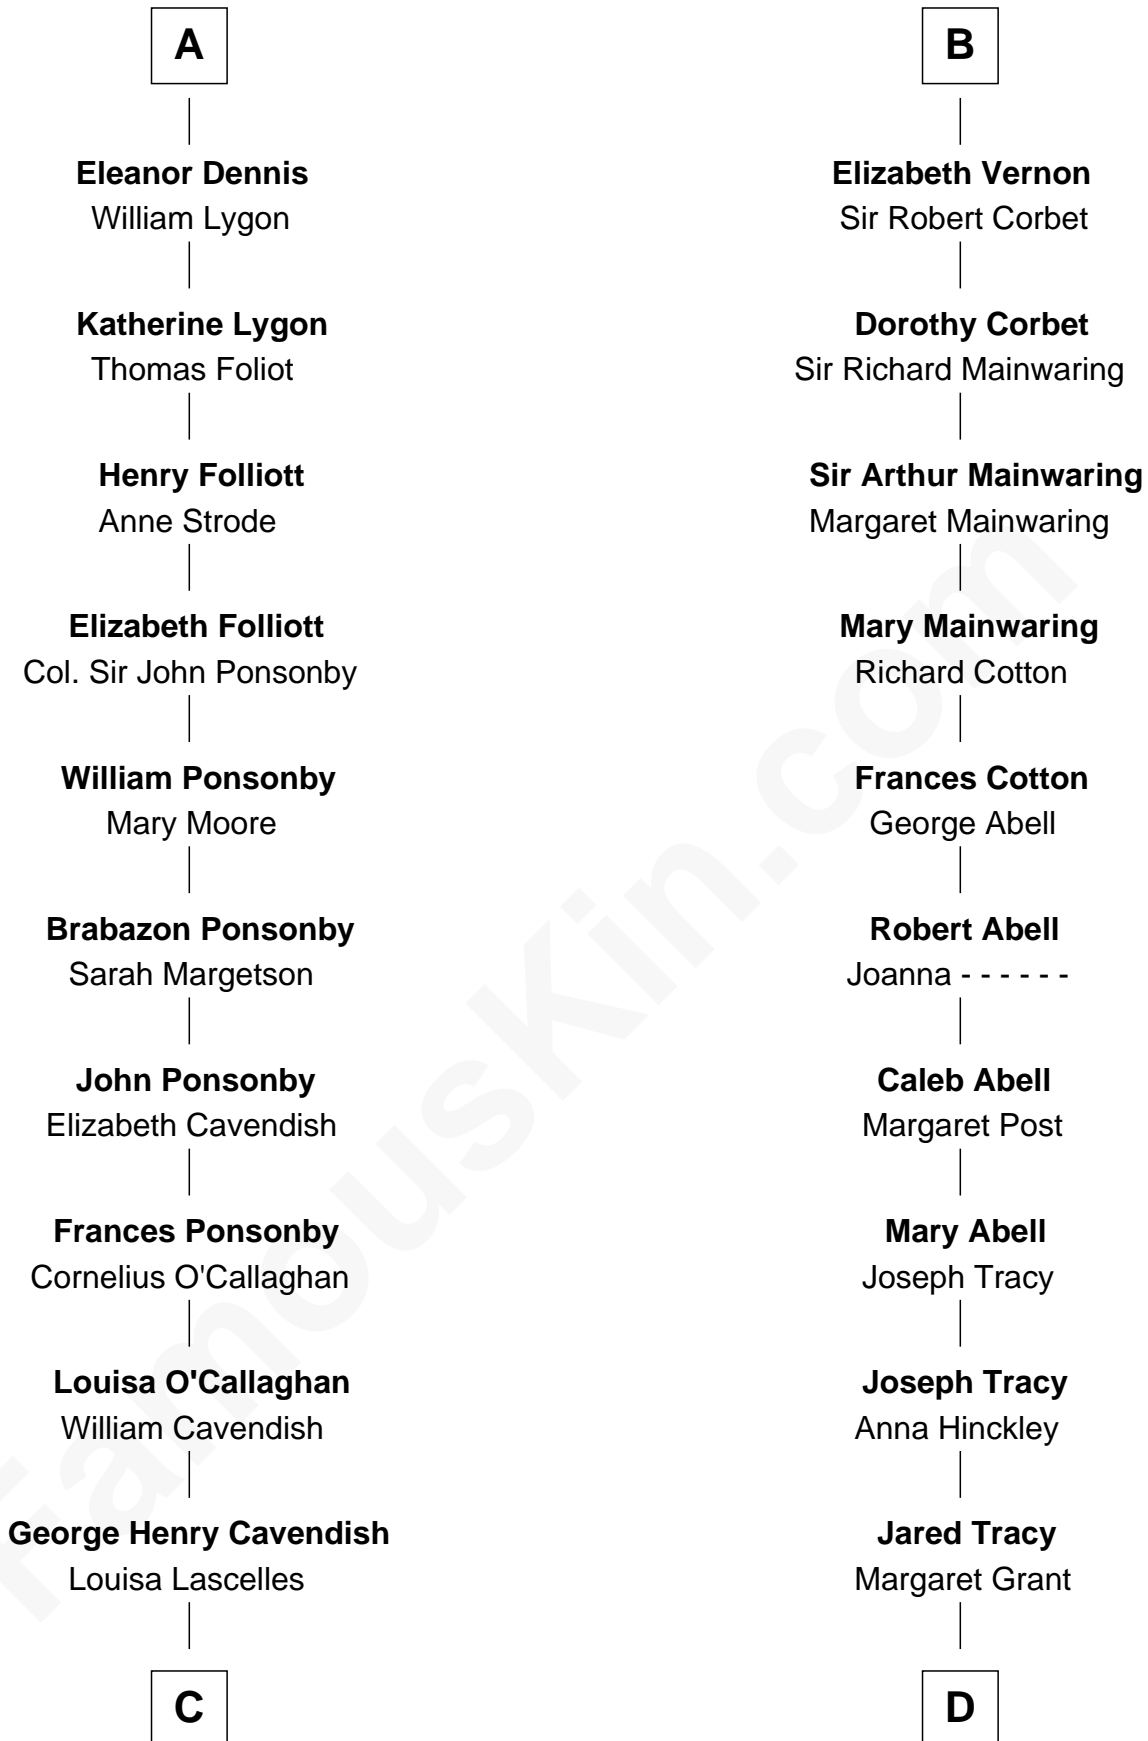 A
Eleanor Dennis
William Lygon
Katherine Lygon
Thomas Foliot
Henry Folliott
Anne Strode
Elizabeth Folliott
Col. Sir John Ponsonby
William Ponsonby
Mary Moore
Brabazon Ponsonby
Sarah Margetson
John Ponsonby
Elizabeth Cavendish
Frances Ponsonby
Cornelius O'Callaghan
Louisa O'Callaghan
William Cavendish
George Henry Cavendish
Louisa Lascelles
C
B
Elizabeth Vernon
Sir Robert Corbet
Dorothy Corbet
Sir Richard Mainwaring
Sir Arthur Mainwaring
Margaret Mainwaring
Mary Mainwaring
Richard Cotton
Frances Cotton
George Abell
Robert Abell
Joanna - - - - - -
Caleb Abell
Margaret Post
Mary Abell
Joseph Tracy
Joseph Tracy
Anna Hinckley
Jared Tracy
Margaret Grant
D
FamousKin.com